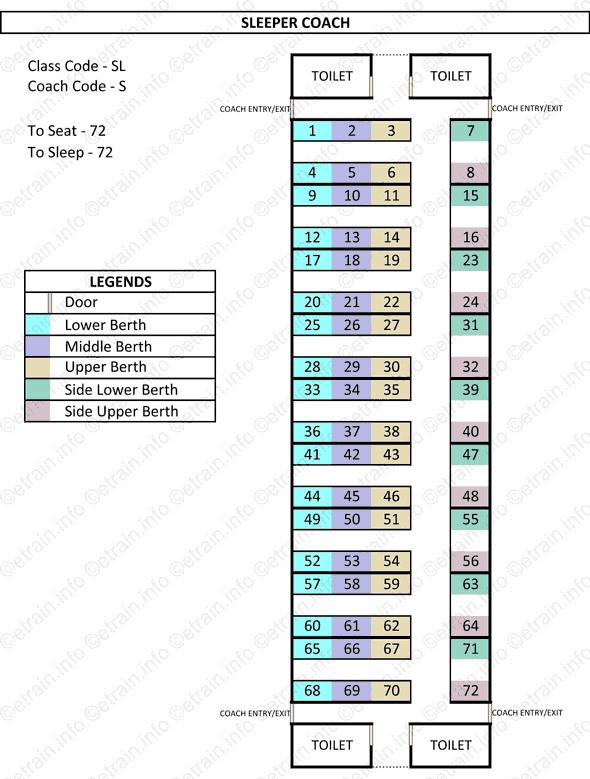 SLEEPER COACH
Class Code - SL
Coach Code - S
To Seat - 72
To Sleep - 72
LEGENDS
Door
Lower Berth
Middle Berth
Upper Berth
Side Lower Berth
Side Upper Berth
TOILET TOILET
COACH ENTRY/EXIT COACH ENTRY/EXIT
1 2 3 7
4 5 6 8
9 10 11 15
12 13 14 16
17 18 19 23
20 21 22 24
25 26 27 31
28 29 30 32
33 34 35 39
36 37 38 40
41 42 43 47
44 45 46 48
49 50 51 55
52 53 54 56
57 58 59 63
60 61 62 64
65 66 67 71
68 69 70 72
COACH ENTRY/EXIT COACH ENTRY/EXIT
TOILET TOILET
©etrain.info